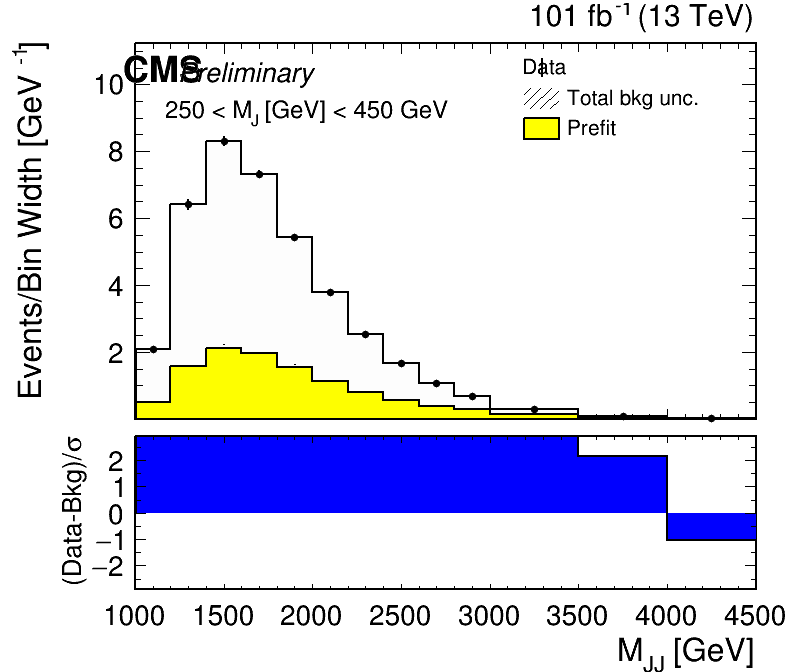 101 fb⁻¹ (13 TeV)
CMS Preliminary
250 < M_J [GeV] < 450 GeV
Data
Total bkg unc.
Prefit
Events/Bin Width [GeV⁻¹]
10
8
6
4
2
(Data-Bkg)/σ
2
1
0
−1
−2
1000 1500 2000 2500 3000 3500 4000 4500
M_JJ [GeV]